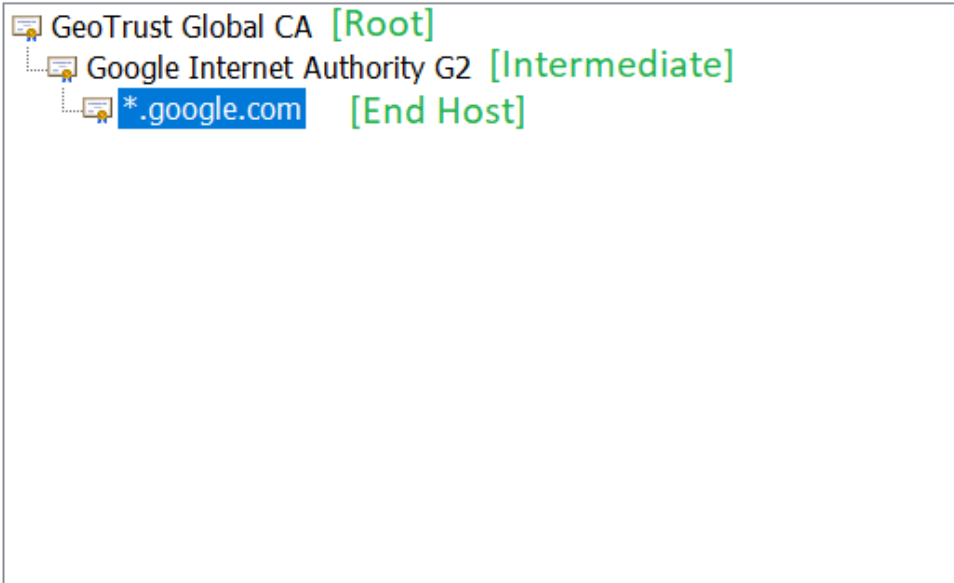 GeoTrust Global CA [Root]
Google Internet Authority G2 [Intermediate]
*.google.com [End Host]